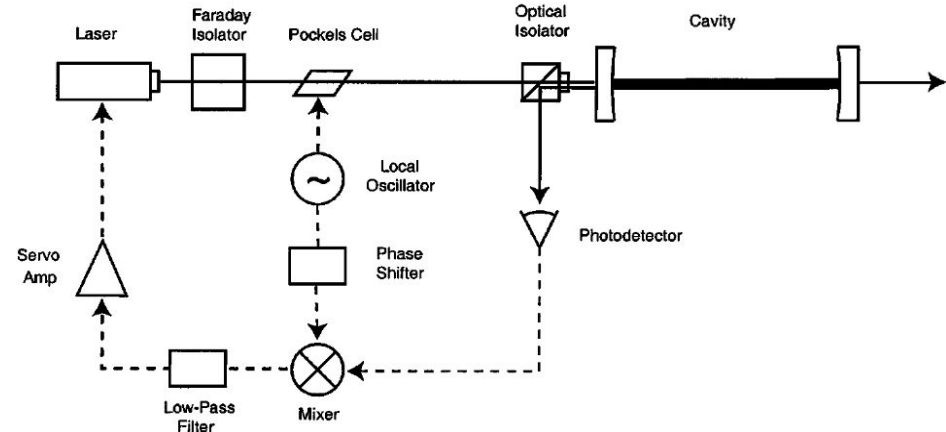 Laser
Faraday
Isolator
Pockels Cell
Optical
Isolator
Cavity
Local
Oscillator
Photodetector
Phase
Shifter
Servo
Amp
Low-Pass
Filter
Mixer